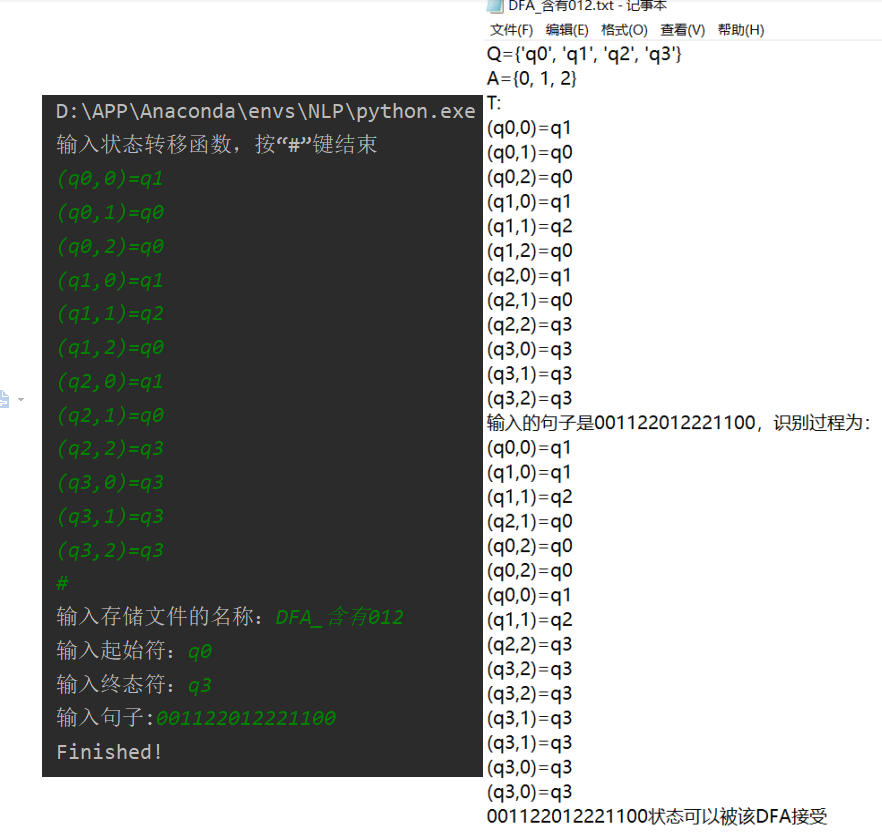 D:\APP\Anaconda\envs\NLP\python.exe
输入状态转移函数，按“#”键结束
(q0,0)=q1
(q0,1)=q0
(q0,2)=q0
(q1,0)=q1
(q1,1)=q2
(q1,2)=q0
(q2,0)=q1
(q2,1)=q0
(q2,2)=q3
(q3,0)=q3
(q3,1)=q3
(q3,2)=q3
#
输入存储文件的名称：DFA_含有012
输入起始符：q0
输入终态符：q3
输入句子:001122012221100
Finished!
DFA_含有012.txt - 记事本
文件(F) 编辑(E) 格式(O) 查看(V) 帮助(H)
Q={'q0', 'q1', 'q2', 'q3'}
A={0, 1, 2}
T:
(q0,0)=q1
(q0,1)=q0
(q0,2)=q0
(q1,0)=q1
(q1,1)=q2
(q1,2)=q0
(q2,0)=q1
(q2,1)=q0
(q2,2)=q3
(q3,0)=q3
(q3,1)=q3
(q3,2)=q3
输入的句子是001122012221100，识别过程为：
(q0,0)=q1
(q1,0)=q1
(q1,1)=q2
(q2,1)=q0
(q0,2)=q0
(q0,2)=q0
(q0,0)=q1
(q1,1)=q2
(q2,2)=q3
(q3,2)=q3
(q3,2)=q3
(q3,1)=q3
(q3,1)=q3
(q3,0)=q3
(q3,0)=q3
001122012221100状态可以被该DFA接受